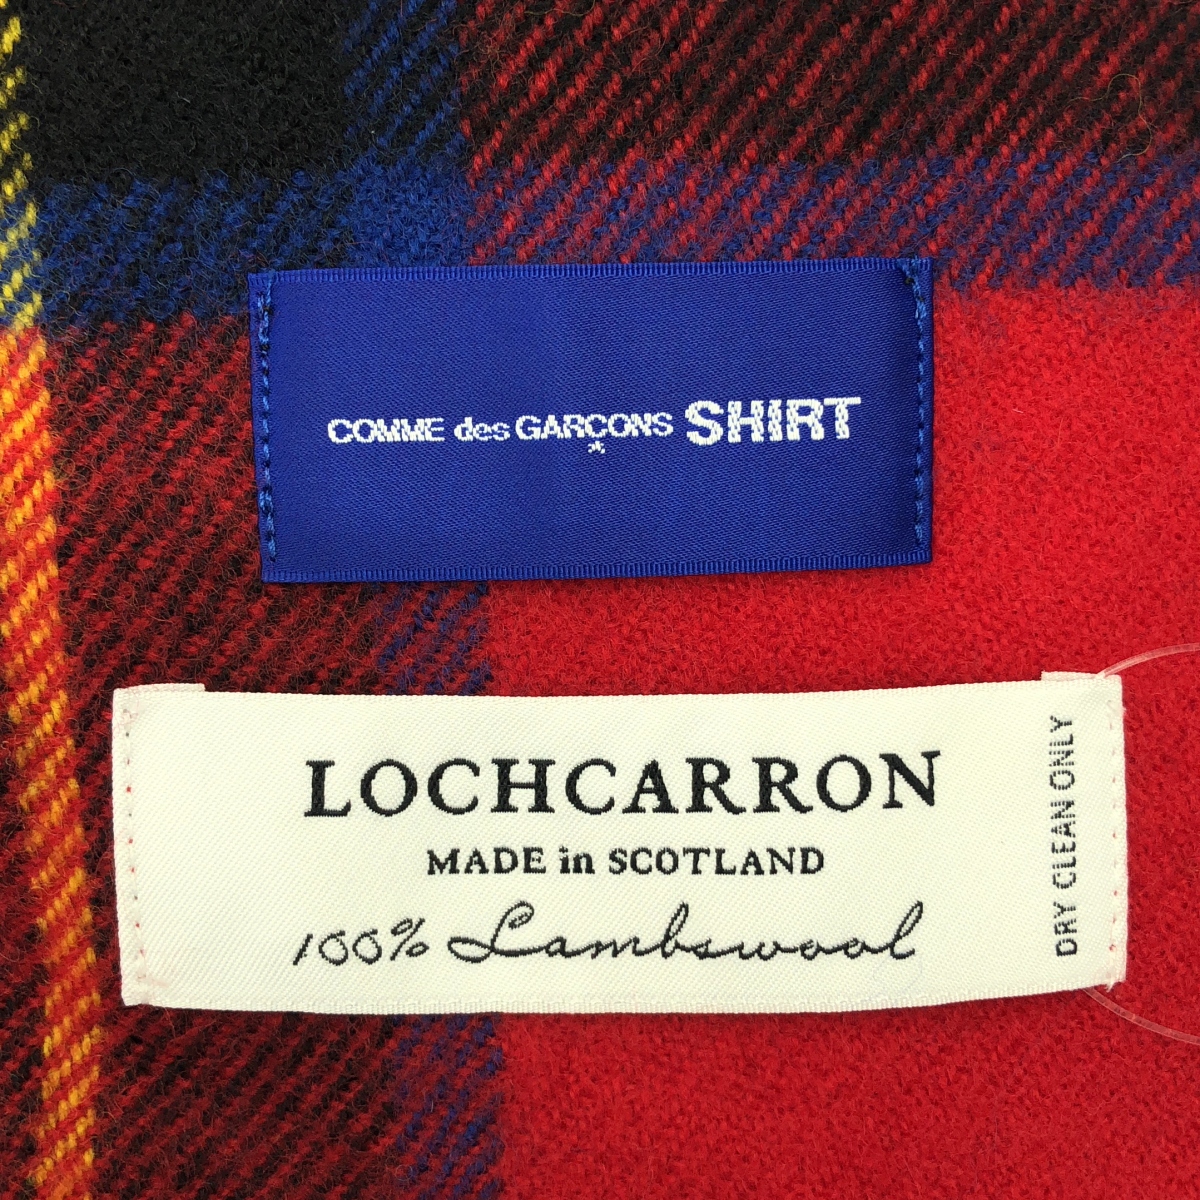 COMME des GARÇONS SHIRT
LOCHCARRON
MADE in SCOTLAND
100% Lambswool
DRY CLEAN ONLY